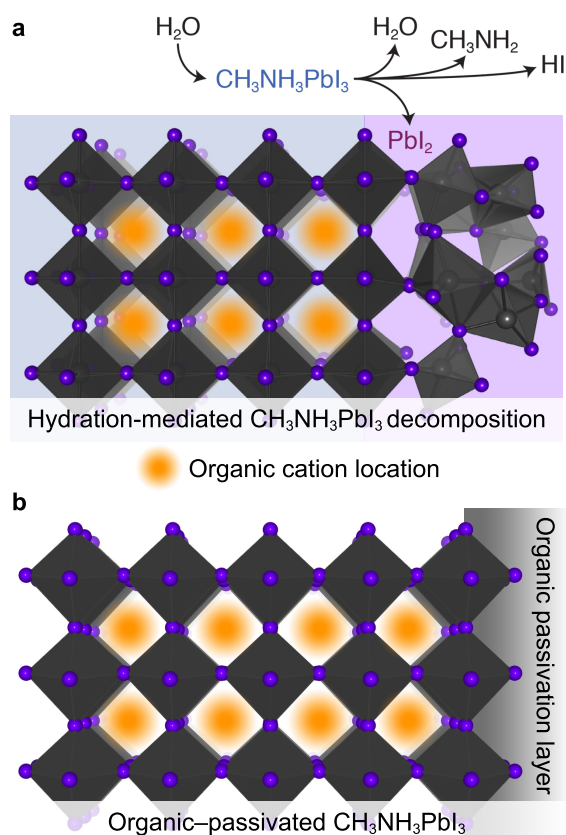 a
H₂O
H₂O
CH₃NH₂
HI
CH₃NH₃PbI₃
PbI₂
Hydration-mediated CH₃NH₃PbI₃ decomposition
Organic cation location
b
Organic passivation layer
Organic–passivated CH₃NH₃PbI₃